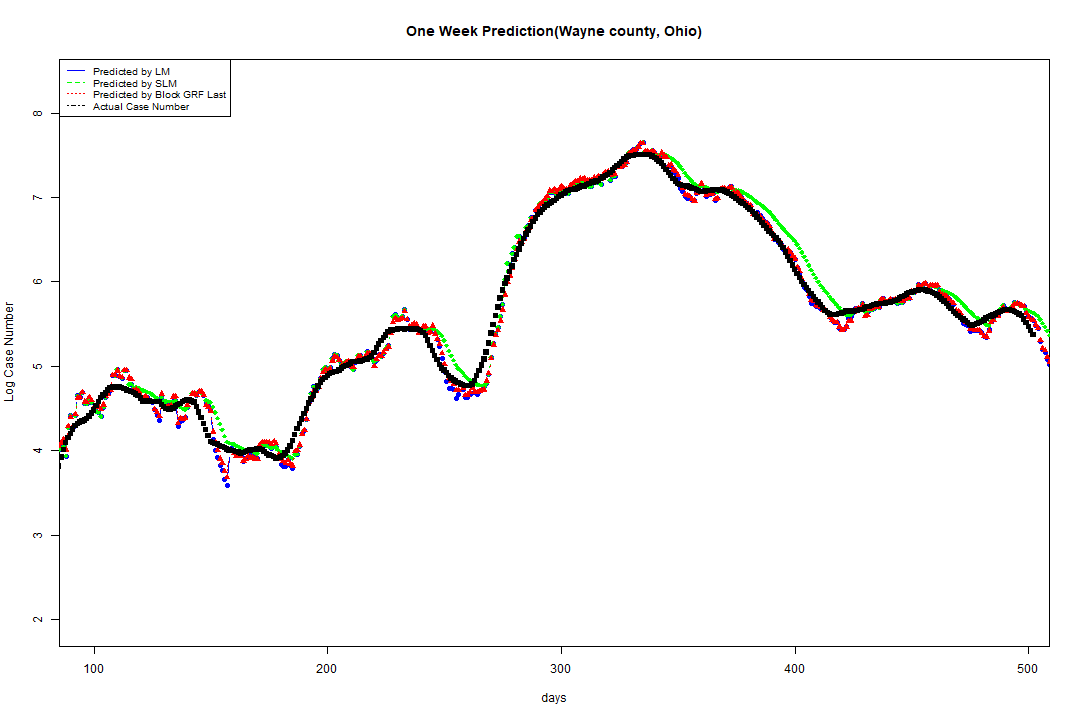 One Week Prediction(Wayne county, Ohio)
Predicted by LM
Predicted by SLM
Predicted by Block GRF Last
Actual Case Number
Log Case Number
8
7
6
5
4
3
2
100 200 300 400 500
days